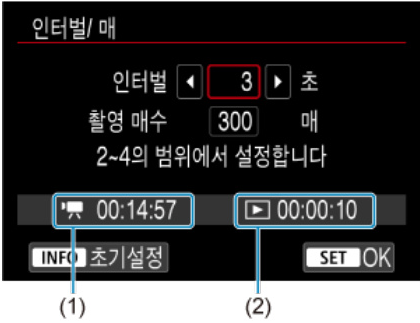 인터벌/ 매
인터벌 3 초
촬영 매수 300 매
2~4의 범위에서 설정합니다
00:14:57 00:00:10
INFO 초기설정 SET OK
(1) (2)